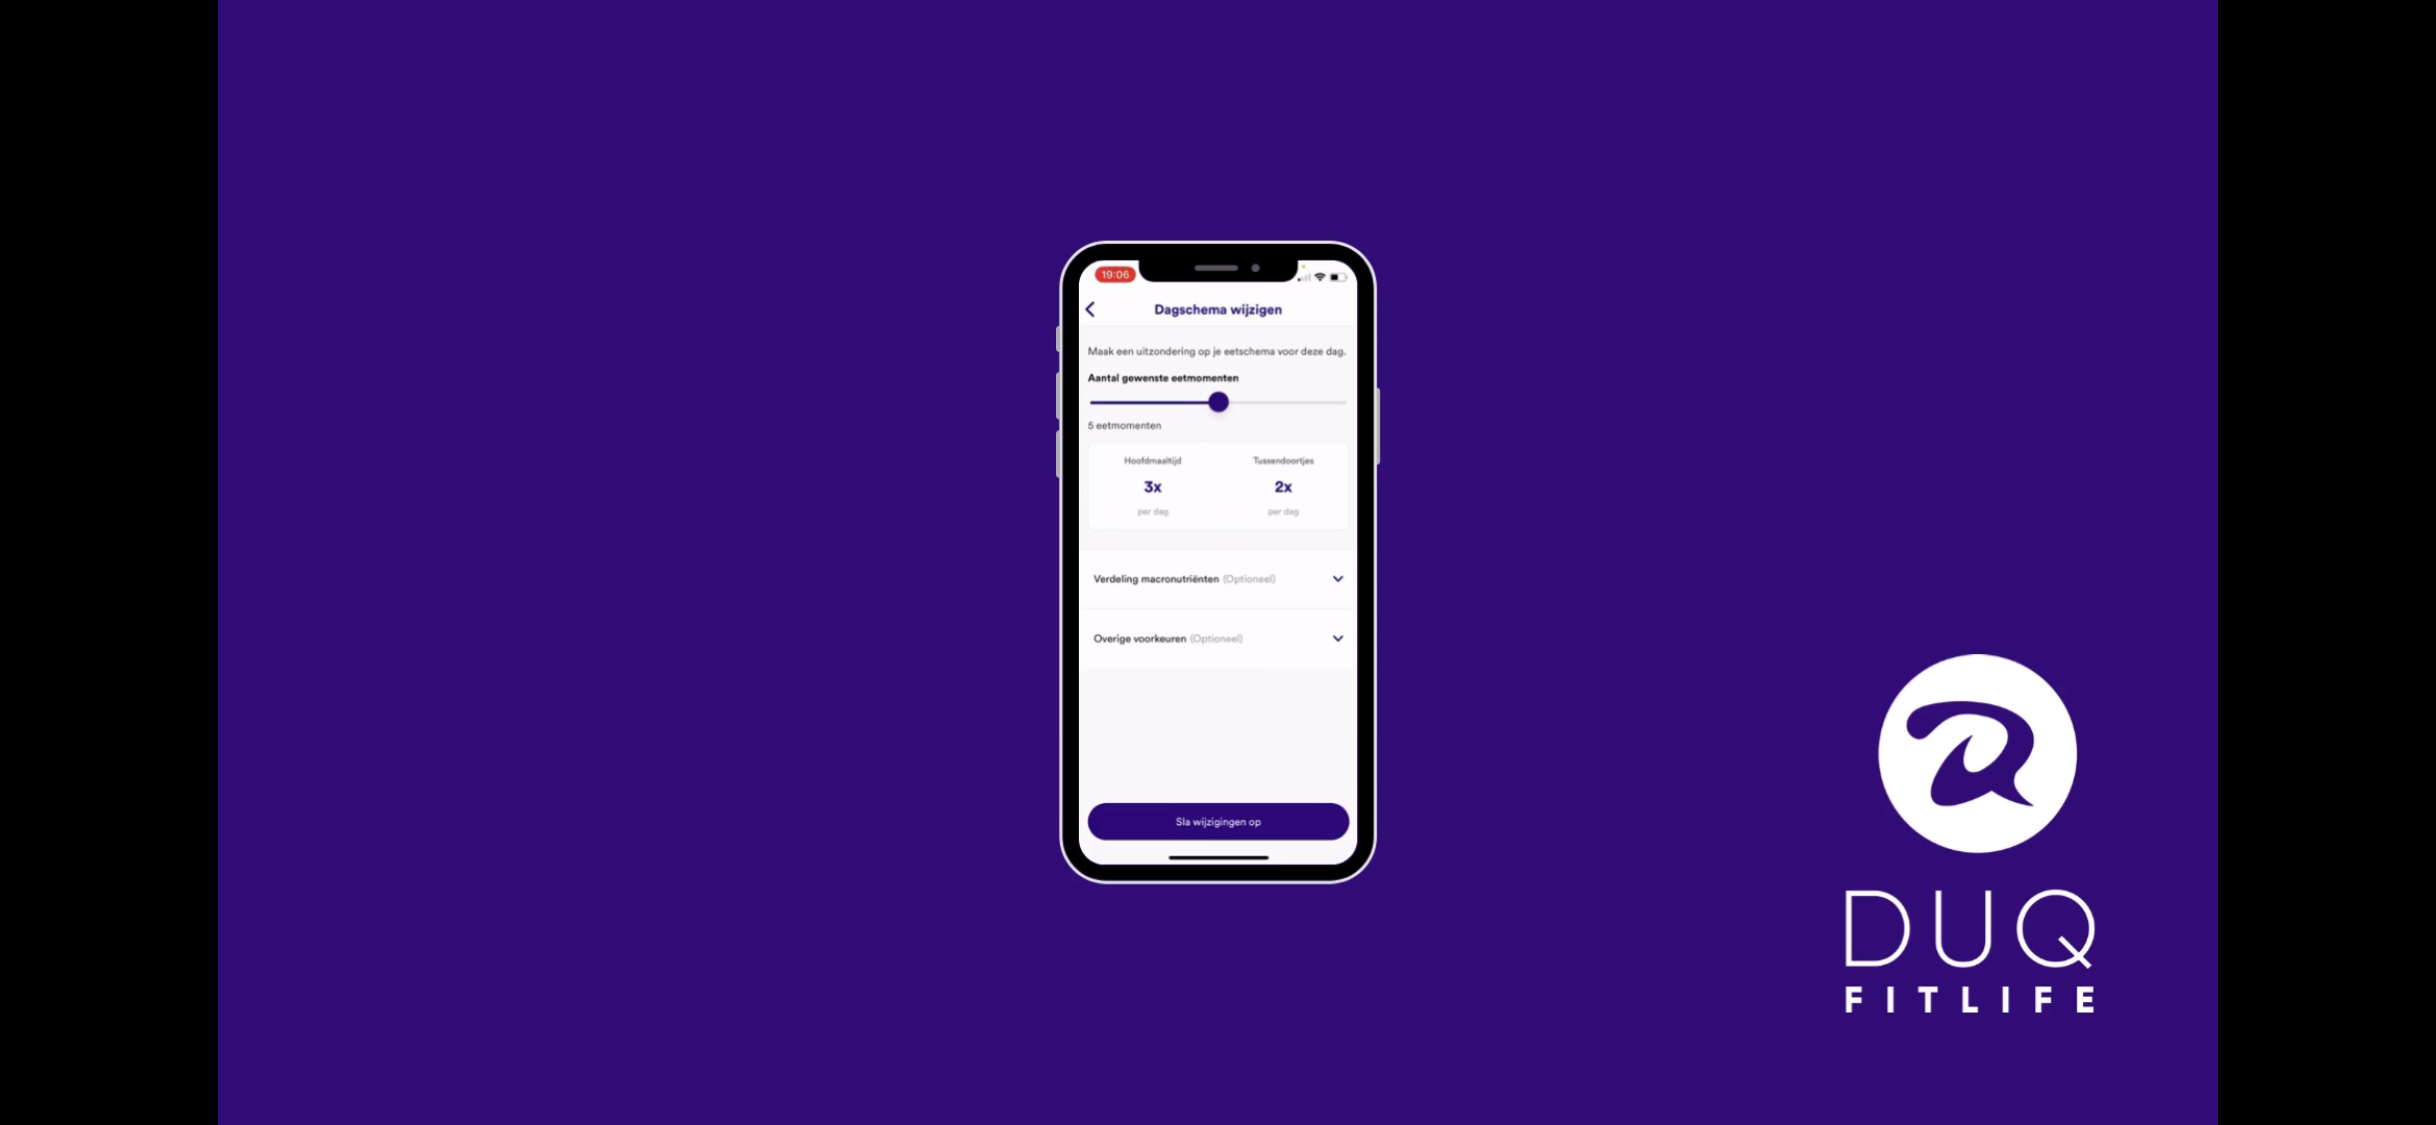 19:06
Dagschema wijzigen
Maak een uitzondering op je eetschema voor deze dag.
Aantal gewenste eetmomenten
5 eetmomenten
Hoofdmaaltijd
Tussendoortjes
3x
2x
per dag
per dag
Verdeling macronutriënten (Optioneel)
Overige voorkeuren (Optioneel)
Sla wijzigingen op
DUQ
FITLIFE